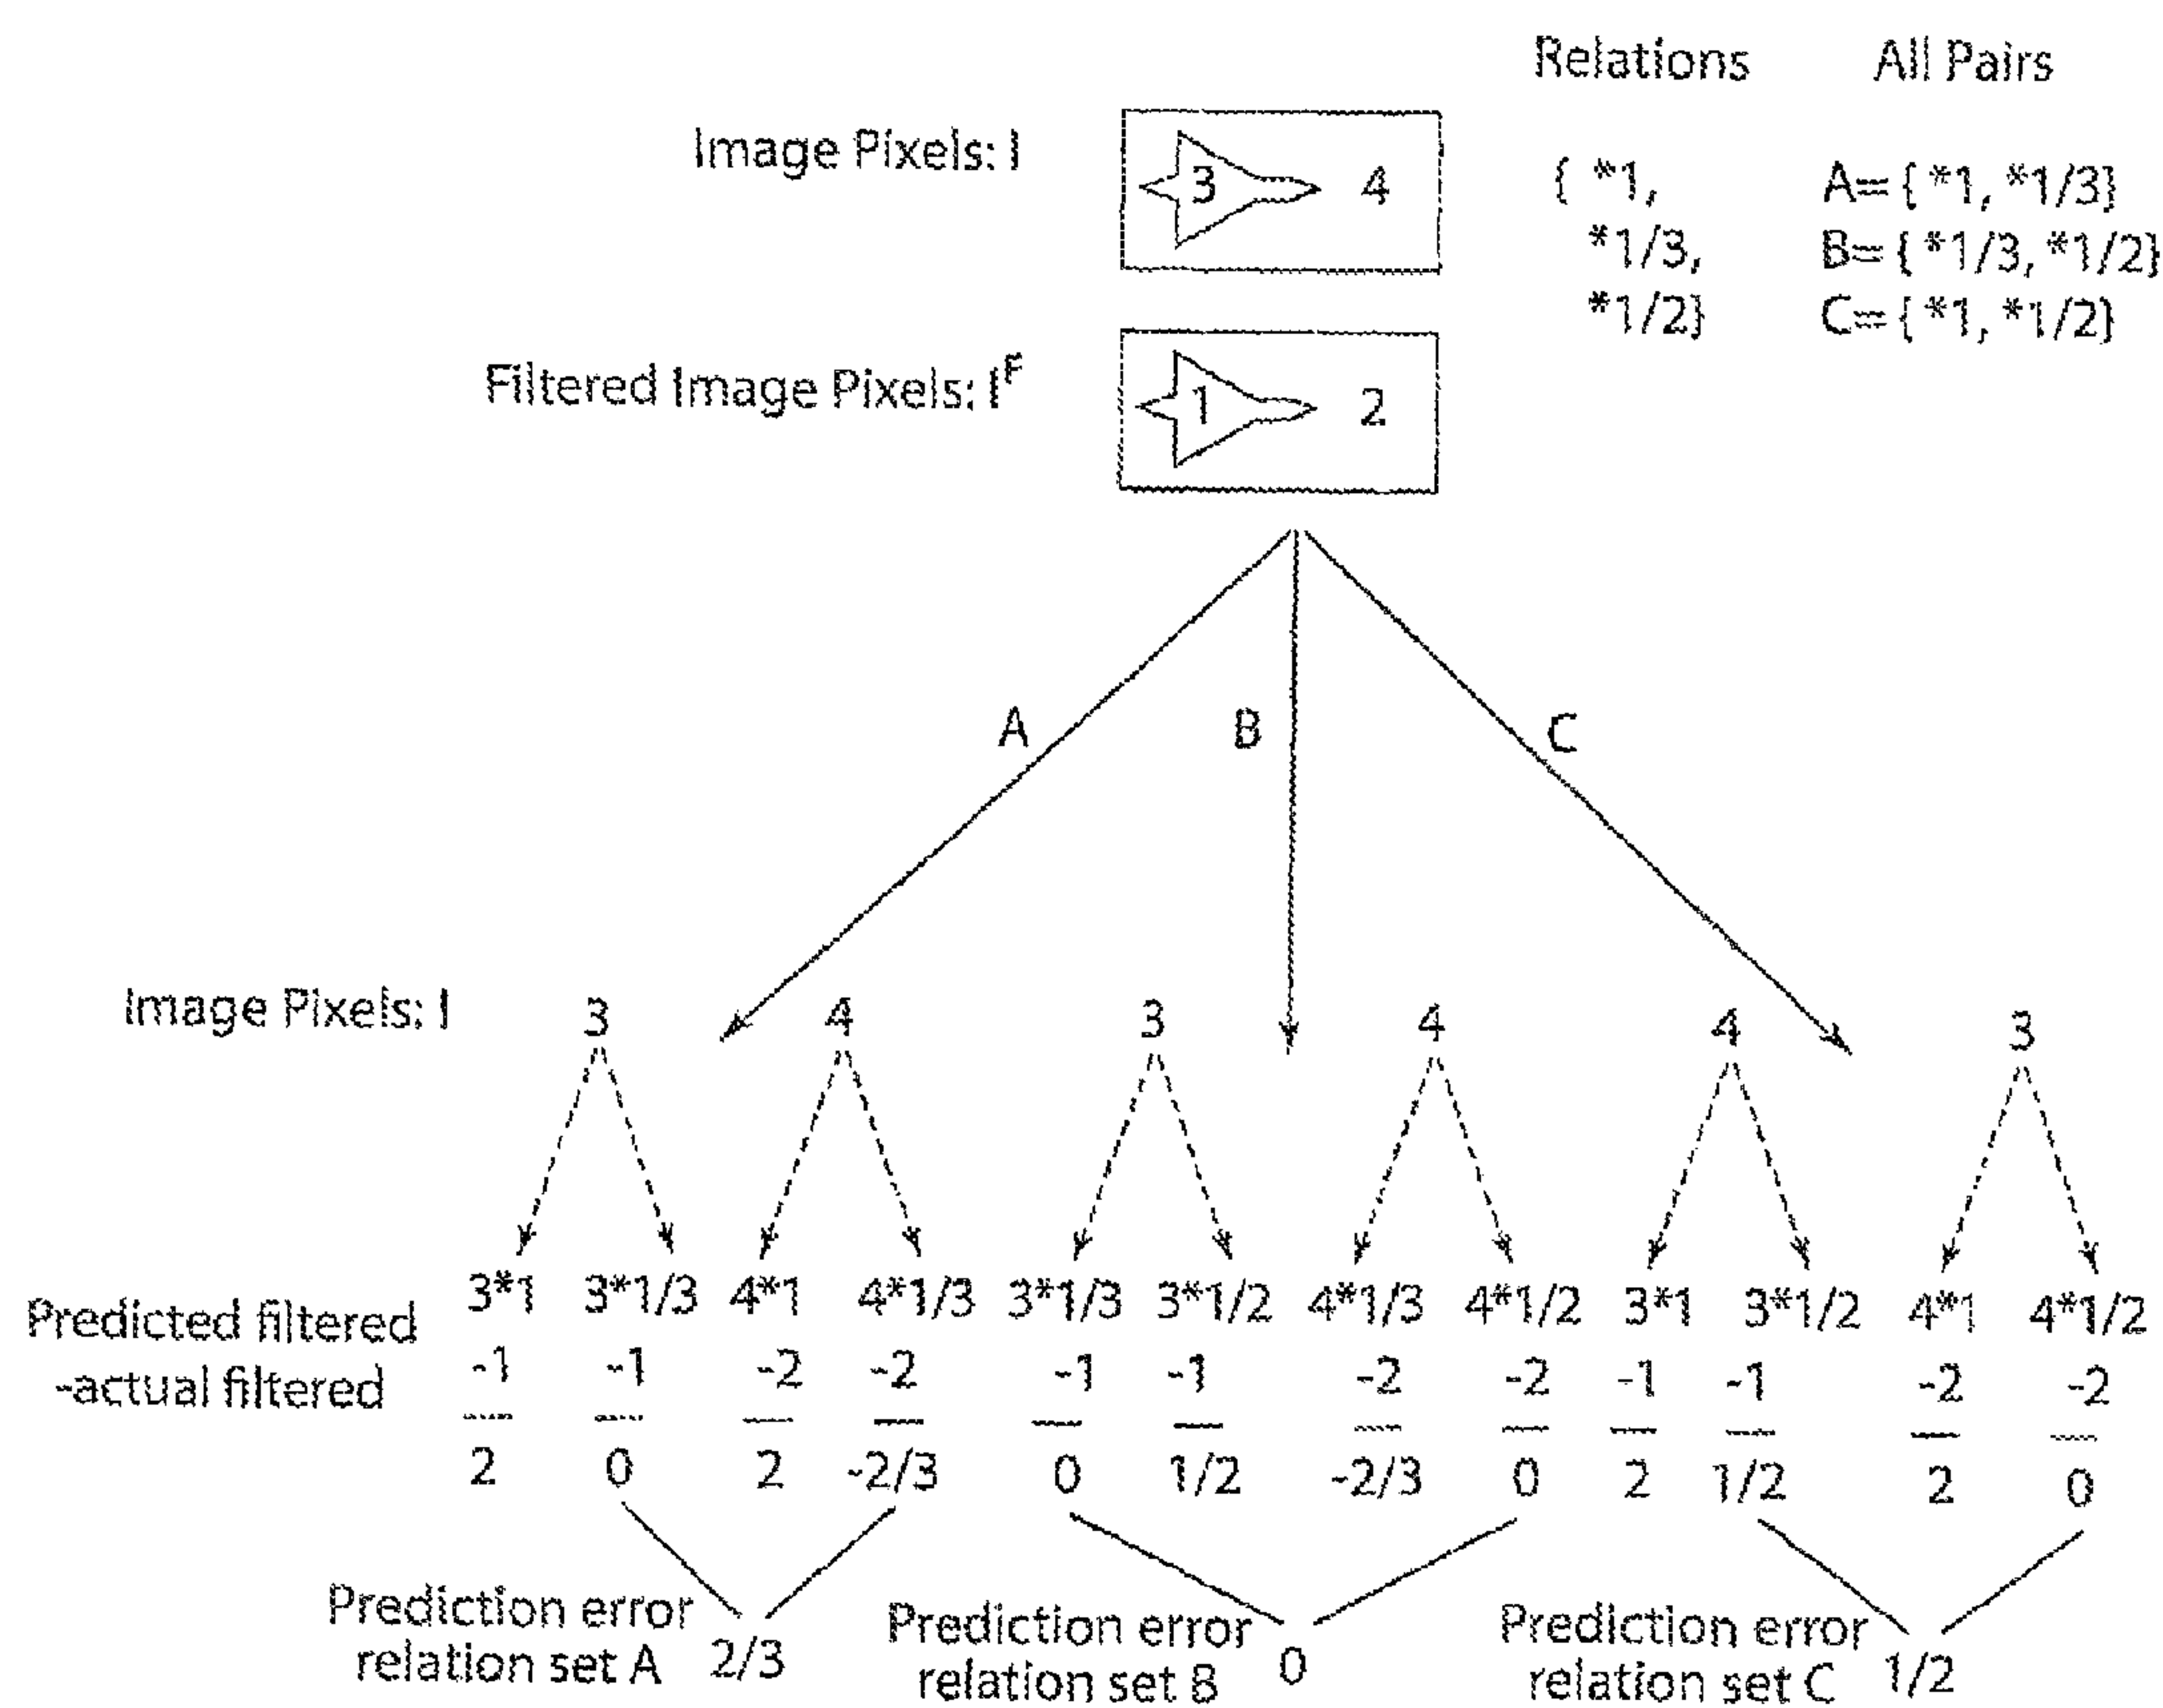 Relations All Pairs
Image Pixels: I 3 4
{ *1, A= { *1, *1/3}
*1/3, B= { *1/3, *1/2}
*1/2} C= { *1, *1/2}
Filtered Image Pixels: I^F 1 2
A B C
Image Pixels: I 3 4 3 4 4 3
3*1 3*1/3 4*1 4*1/3 3*1/3 3*1/2 4*1/3 4*1/2 3*1 3*1/2 4*1 4*1/2
Predicted filtered
-actual filtered -1 -1 -2 -2 -1 -1 -2 -2 -1 -1 -2 -2
2 0 2 -2/3 0 1/2 -2/3 0 2 1/2 2 0
Prediction error
relation set A 2/3
Prediction error
relation set B 0
Prediction error
relation set C 1/2